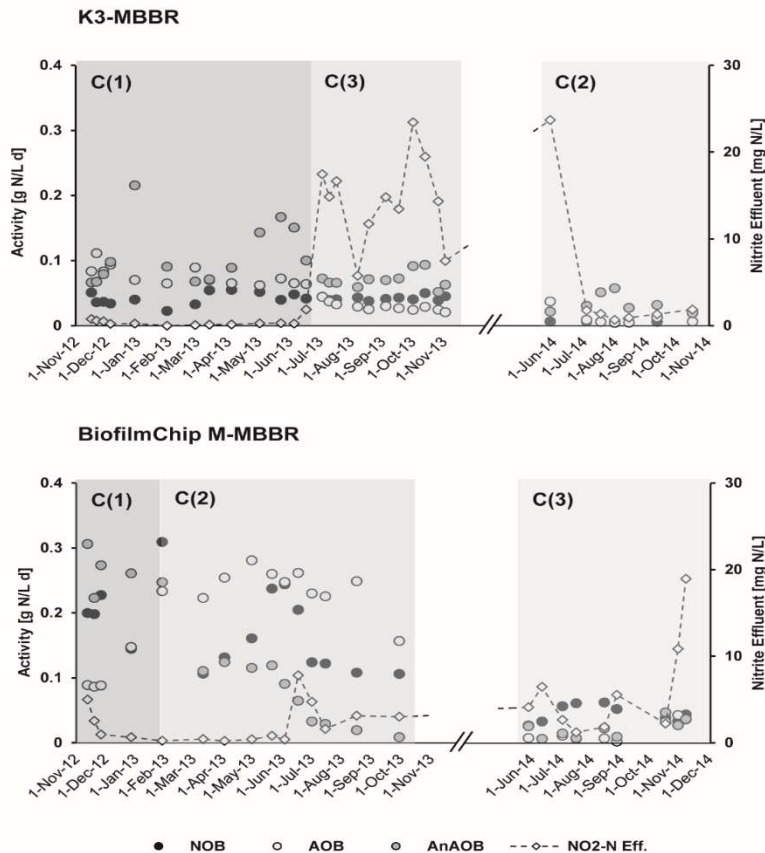 K3-MBBR
0.4
0.3
0.2
0.1
0
Activity [g N/L d]
C(1)
C(3)
C(2)
30
20
10
0
Nitrite Effluent [mg N/L]
1-Nov-12
1-Dec-12
1-Jan-13
1-Feb-13
1-Mar-13
1-Apr-13
1-May-13
1-Jun-13
1-Jul-13
1-Aug-13
1-Sep-13
1-Oct-13
1-Nov-13
1-Jun-14
1-Jul-14
1-Aug-14
1-Sep-14
1-Oct-14
1-Nov-14
BiofilmChip M-MBBR
0.4
0.3
0.2
0.1
0
Activity [g N/L d]
C(1)
C(2)
C(3)
30
20
10
0
Nitrite Effluent [mg N/L]
1-Nov-12
1-Dec-12
1-Jan-13
1-Feb-13
1-Mar-13
1-Apr-13
1-May-13
1-Jun-13
1-Jul-13
1-Aug-13
1-Sep-13
1-Oct-13
1-Nov-13
1-Jun-14
1-Jul-14
1-Aug-14
1-Sep-14
1-Oct-14
1-Nov-14
1-Dec-14
NOB AOB AnAOB NO2-N Eff.